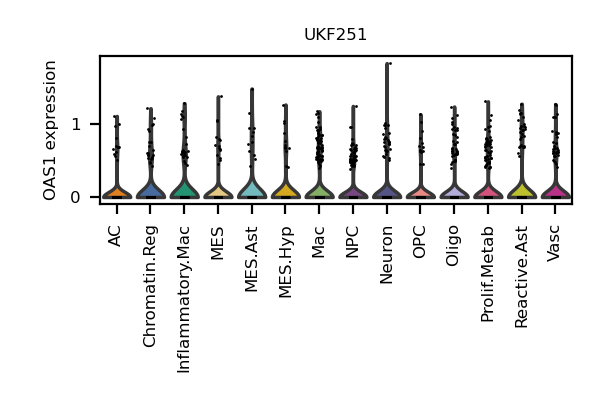 UKF251
OAS1 expression
1
0
AC
Chromatin.Reg
Inflammatory.Mac
MES
MES.Ast
MES.Hyp
Mac
NPC
Neuron
OPC
Oligo
Prolif.Metab
Reactive.Ast
Vasc